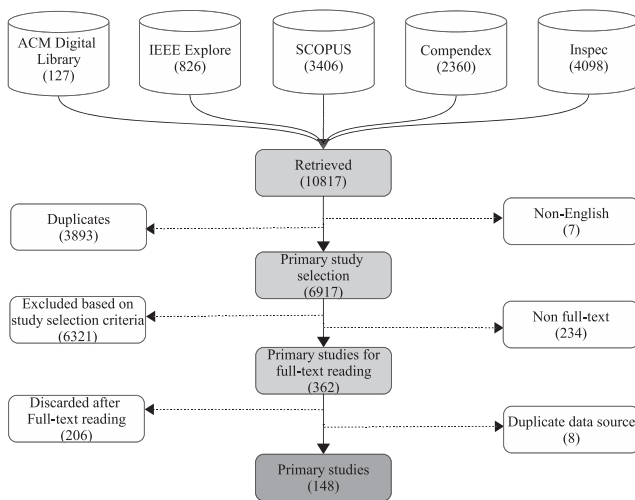 ACM Digital
Library
(127)
IEEE Explore
(826)
SCOPUS
(3406)
Compendex
(2360)
Inspec
(4098)
Retrieved
(10817)
Duplicates
(3893)
Non-English
(7)
Primary study
selection
(6917)
Excluded based on
study selection criteria
(6321)
Non full-text
(234)
Primary studies for
full-text reading
(362)
Discarded after
Full-text reading
(206)
Duplicate data source
(8)
Primary studies
(148)